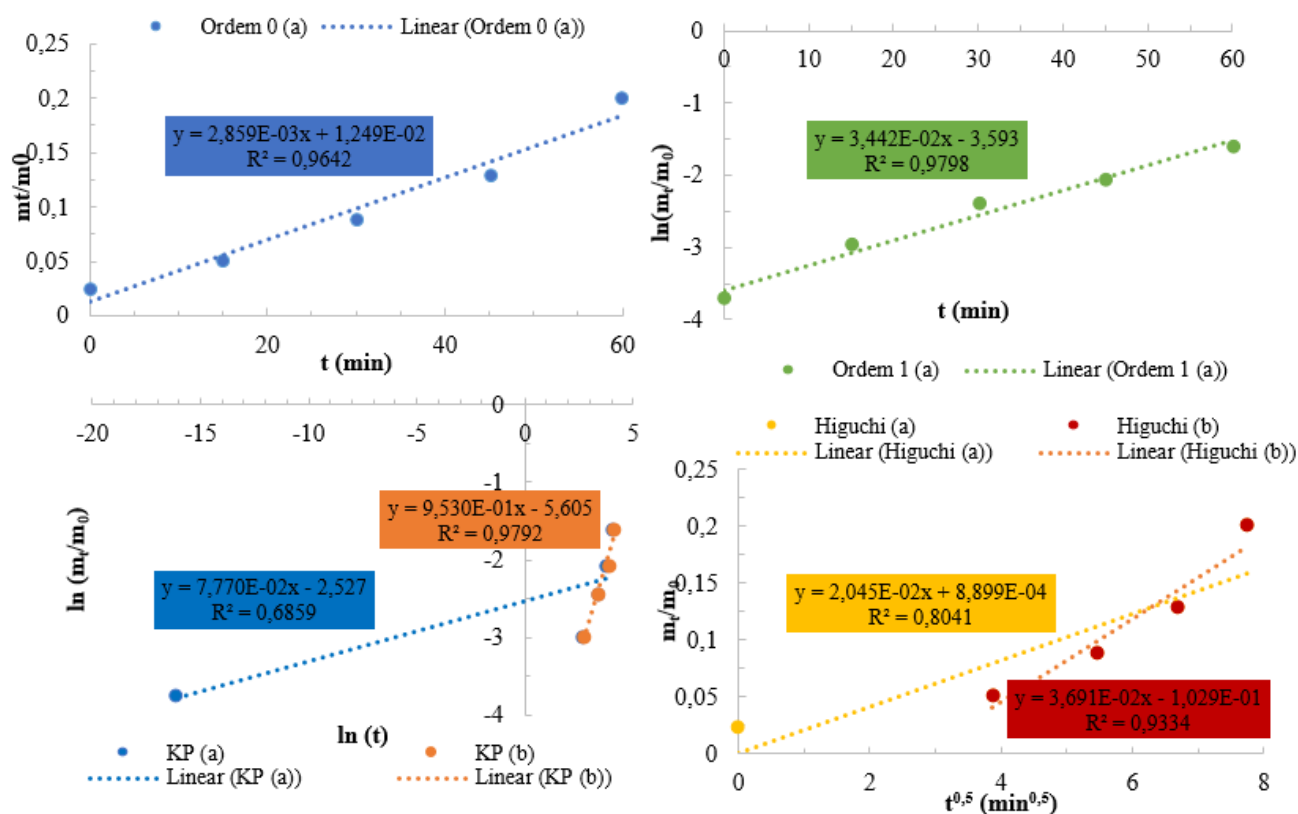 Ordem 0 (a) Linear (Ordem 0 (a))
0,25
0,2
0,15
0,1
0,05
0
mt/m0
y = 2,859E-03x + 1,249E-02
R² = 0,9642
0 20 40 60
t (min)
0
0 10 20 30 40 50 60
-1
-2
-3
-4
ln(mt/m0)
y = 3,442E-02x - 3,593
R² = 0,9798
t (min)
Ordem 1 (a) Linear (Ordem 1 (a))
0
-20 -15 -10 -5 0 5
-1
-2
-3
-4
ln (mt/m0)
y = 9,530E-01x - 5,605
R² = 0,9792
y = 7,770E-02x - 2,527
R² = 0,6859
ln (t)
KP (a) KP (b)
Linear (KP (a)) Linear (KP (b))
Higuchi (a) Higuchi (b)
Linear (Higuchi (a)) Linear (Higuchi (b))
0,25
0,2
0,15
0,1
0,05
0
mt/m0
y = 2,045E-02x + 8,899E-04
R² = 0,8041
y = 3,691E-02x - 1,029E-01
R² = 0,9334
0 2 4 6 8
t⁰,⁵ (min⁰,⁵)